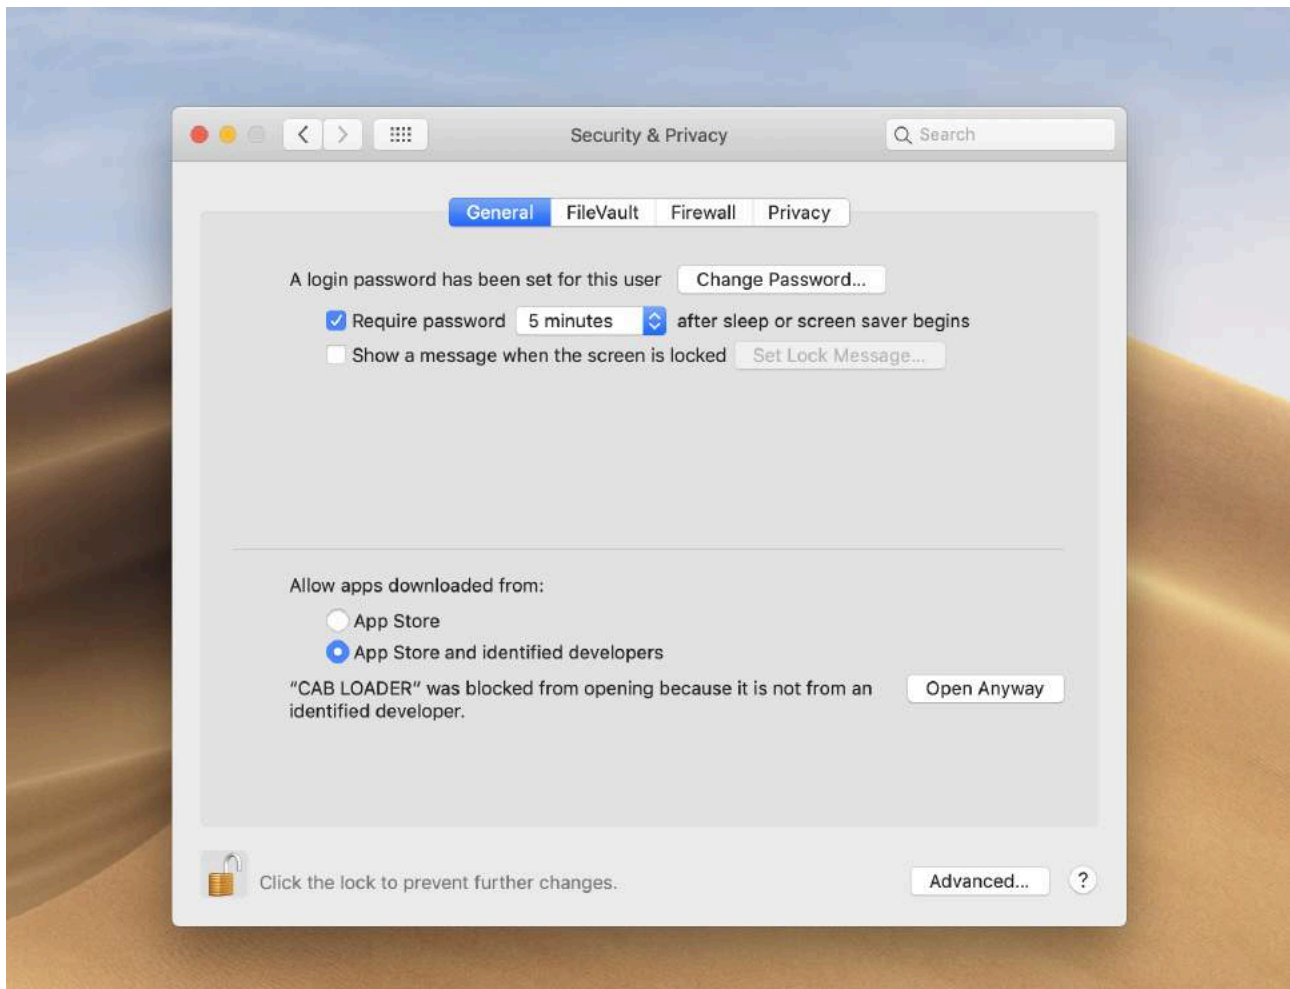 Security & Privacy
Search
General
FileVault
Firewall
Privacy
A login password has been set for this user
Change Password...
Require password
5 minutes
after sleep or screen saver begins
Show a message when the screen is locked
Set Lock Message...
Allow apps downloaded from:
App Store
App Store and identified developers
“CAB LOADER” was blocked from opening because it is not from an
identified developer.
Open Anyway
Click the lock to prevent further changes.
Advanced...
?